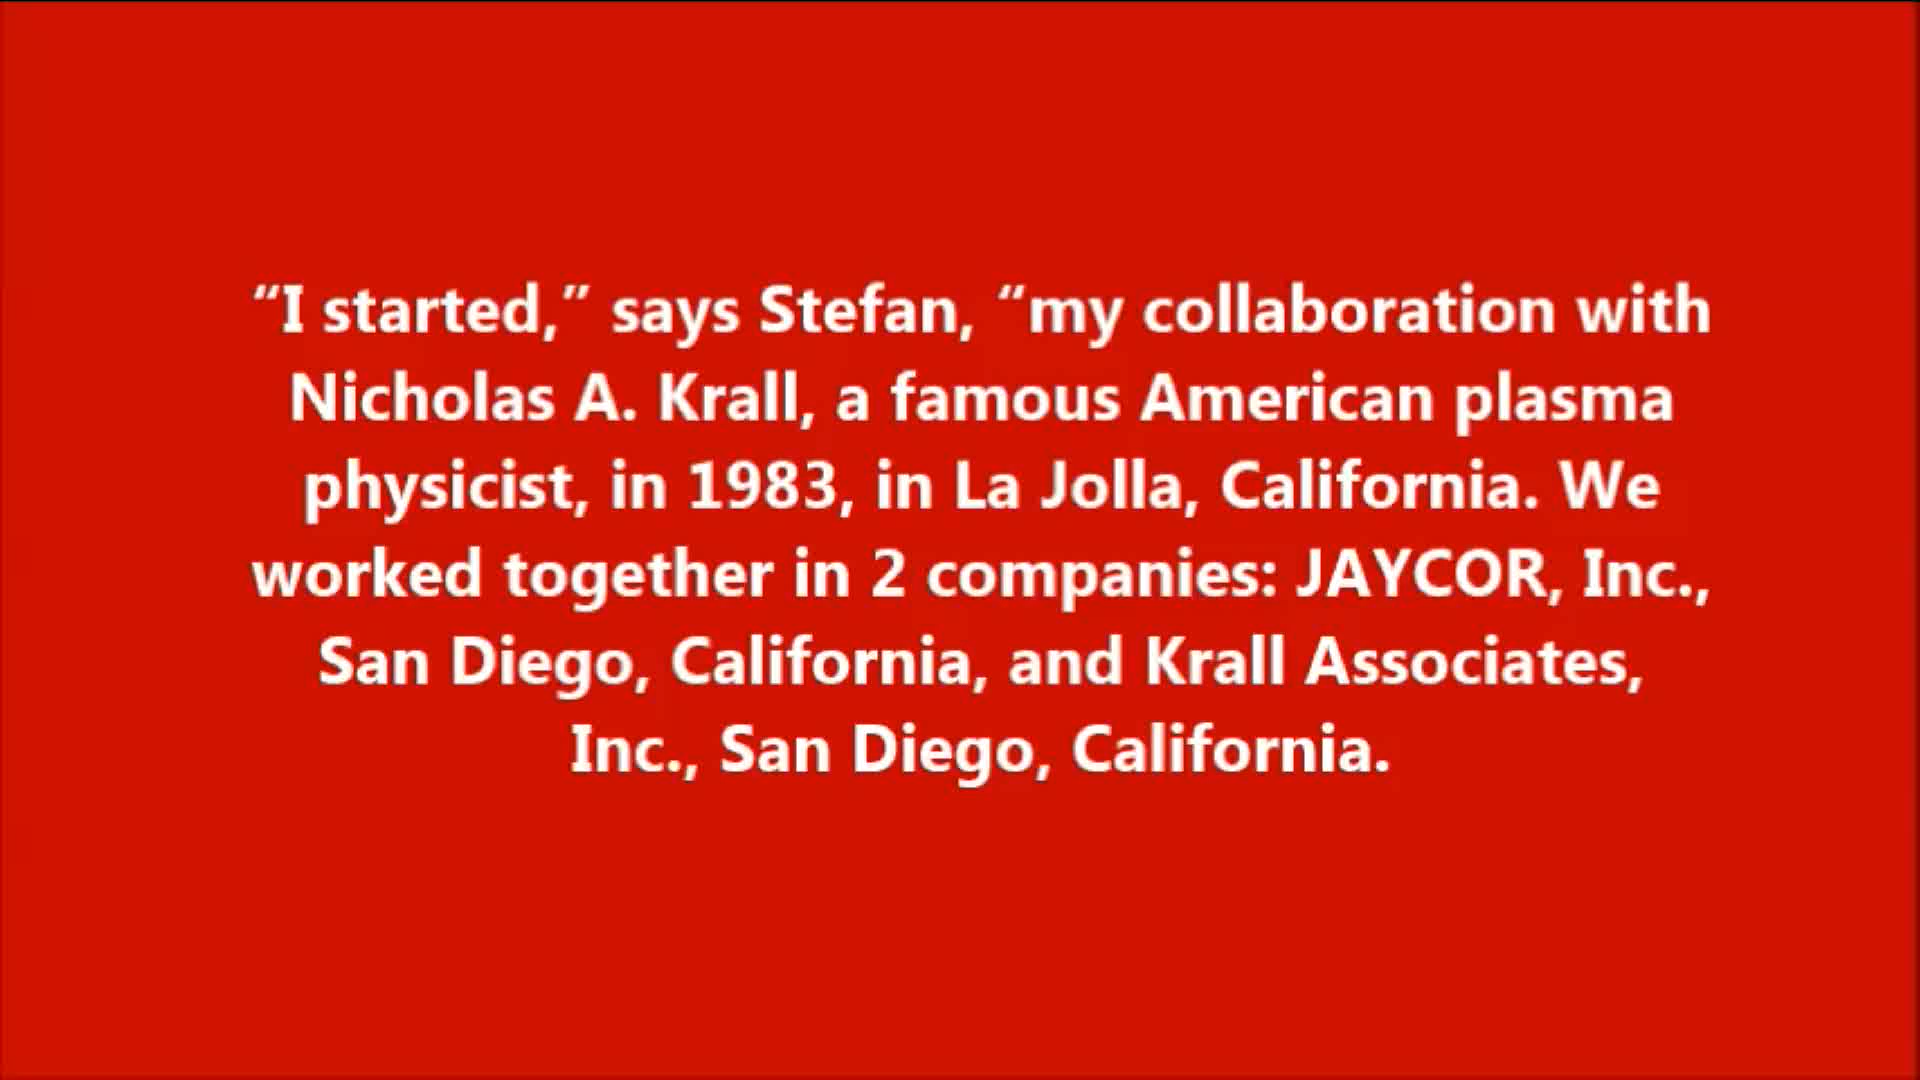 “I started,” says Stefan, “my collaboration with
Nicholas A. Krall, a famous American plasma
physicist, in 1983, in La Jolla, California. We
worked together in 2 companies: JAYCOR, Inc.,
San Diego, California, and Krall Associates,
Inc., San Diego, California.